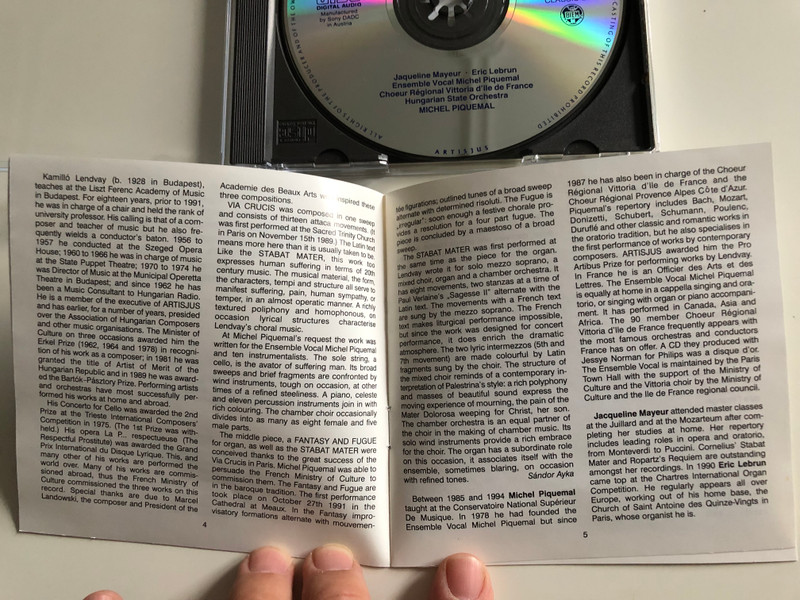 DIGITAL AUDIO
Manufactured
by Sony DADC
in Austria
Jaqueline Mayeur · Eric Lebrun
Ensemble Vocal Michel Piquemal
Choeur Régional Vittoria d'Ile de France
Hungarian State Orchestra
MICHEL PIQUEMAL
ARTISJUS
ALL RIGHTS OF THE PRODUCER AND OF THE
CASTING OF THIS RECORD PROHIBITED
Kamilló Lendvay (b. 1928 in Budapest),
teaches at the Liszt Ferenc Academy of Music
in Budapest. For eighteen years, prior to 1991,
he was in charge of a chair and held the rank of
university professor. His calling is that of a com-
poser and teacher of music but he also fre-
quently wields a conductor's baton. 1956 to
1957 he conducted at the Szeged Opera
House; 1960 to 1966 he was in charge of music
at the State Puppet Theatre; 1970 to 1974 he
was Director of Music at the Municipal Operetta
Theatre in Budapest; and since 1962 he has
been a Music Consultant to Hungarian Radio.
He is a member of the executive of ARTISJUS
and has earlier, for a number of years, presided
over the Association of Hungarian Composers
and other music organisations. The Minister of
Culture on three occasions awarded him the
Erkel Prize (1962, 1964 and 1978) in recogni-
tion of his work as a composer; in 1981 he was
granted the title of Artist of Merit of the
Hungarian Republic and in 1989 he was award-
ed the Bartók-Pásztory Prize. Performing artists
and orchestras have most successfully per-
formed his works at home and abroad.
His Concerto for Cello was awarded the 2nd
Prize at the Trieste International Composers'
Competition in 1975. (The 1st Prize was with-
held.) His opera La P... respectueuse (The
Respectful Prostitute) was awarded the Grand
Prix International du Disque Lyrique. This, and
many other of his works are performed the
world over. Many of his works are commis-
sioned abroad, thus the French Ministry of
Culture commissioned the three works on this
record. Special thanks are due to Marcel
Landowski, the composer and President of the
4
Academie des Beaux Arts who inspired these
three compositions.
VIA CRUCIS was composed in one sweep
and consists of thirteen attaca movements. (It
was first performed at the Sacred Trinity Church
in Paris on November 15th 1989.) The Latin text
means more here than it is usually taken to be.
Like the STABAT MATER, this work too
expresses human suffering in terms of 20th
century music. The musical material, the form,
the characters, tempi and structure all serve to
manifest suffering, pain, human sympathy, or
temper, in an almost operatic manner. A richly
textured poliphony and homophonous, on
occasion lyrical structures characterise
Lendvay's choral music.
At Michel Piquemal's request the work was
written for the Ensemble Vocal Michel Piquemal
and ten instrumentalists. The sole string, a
cello, is the avator of suffering man. Its broad
sweeps and brief fragments are confronted by
wind instruments, tough on occasion, at other
times of a refined steeliness. A piano, celeste
and eleven percussion instruments join in with
rich colouring. The chamber choir occasionally
divides into as many as eight female and five
male parts.
The middle piece, a FANTASY AND FUGUE
for organ, as well as the STABAT MATER were
conceived thanks to the great success of the
Via Crucis in Paris. Michel Piquemal was able to
persuade the French Ministry of Culture to
commission them. The Fantasy and Fugue are
in the baroque tradition. The first performance
took place on October 27th 1991 in the
Cathedral at Meaux. In the Fantasy impro-
visatory formations alternate with mouvemen-
tile figurations; outlined tunes of a broad sweep
alternate with determined risoluti. The Fugue is
„irregular": soon enough a festive chorale pro-
vides a resolution for a four part fugue. The
piece is concluded by a maestoso of a broad
sweep.
The STABAT MATER was first performed at
the same time as the piece for the organ.
Lendvay wrote it for solo mezzo soprano, a
mixed choir, organ and a chamber orchestra. It
has eight movements, two stanzas at a time of
Paul Verlaine's „Sagesse II" alternate with the
Latin text. The movements with a French text
are sung by the mezzo soprano. The French
text makes liturgical performance impossible,
but since the work was designed for concert
performance, it does enrich the dramatic
atmosphere. The two lyric intermezzos (5th and
7th movement) are made colourful by Latin
fragments sung by the choir. The structure of
the mixed choir reminds of a contemporary in-
terpretation of Palestrina's style: a rich polyphony
and masses of beautiful sound express the
moving experience of mourning, the pain of the
Mater Dolorosa weeping for Christ, her son.
The chamber orchestra is an equal partner of
the choir in the making of chamber music. Its
solo wind instruments provide a rich embrace
for the choir. The organ has a subordinate role
on this occasion, it associates itself with the
ensemble, sometimes blaring, on occasion
with refined tones.
Sándor Ayka
Between 1985 and 1994 Michel Piquemal
taught at the Conservatoire National Supérieur
De Musique. In 1978 he had founded the
Ensemble Vocal Michel Piquemal but since
1987 he has also been in charge of the Choeur
Régional Vittoria d'Ile de France and the
Choeur Régional Provence Alpes Côte d'Azur.
Piquemal's repertory includes Bach, Mozart,
Donizetti, Schubert, Schumann, Poulenc,
Duruflé and other classic and romantic works in
the oratorio tradition, but he also specialises in
the first performance of works by contemporary
composers. ARTISJUS awarded him the Pro
Artibus Prize for performing works by Lendvay.
In France he is an Officier des Arts et des
Lettres. The Ensemble Vocal Michel Piquemal
is equally at home in a cappella singing and ora-
torio, or singing with organ or piano accompani-
ment. It has performed in Canada, Asia and
Africa. The 90 member Choeur Régional
Vittoria d'Ile de France frequently appears with
the most famous orchestras and conductors
France has on offer. A CD they produced with
Jessye Norman for Philips was a disque d'or.
The Ensemble Vocal is maintained by the Paris
Town Hall with the support of the Ministry of
Culture and the Vittoria choir by the Ministry of
Culture and the Ile de France regional council.
Jacqueline Mayeur attended master classes
at the Juillard and at the Mozarteum after com-
pleting her studies at home. Her repertory
includes leading roles in opera and oratorio,
from Monteverdi to Puccini. Cornelius' Stabat
Mater and Ropartz's Requiem are outstanding
amongst her recordings. In 1990 Eric Lebrun
came top at the Chartres International Organ
Competition. He regularly appears all over
Europe, working out of his home base, the
Church of Saint Antoine des Quinze-Vingts in
Paris, whose organist he is.
5